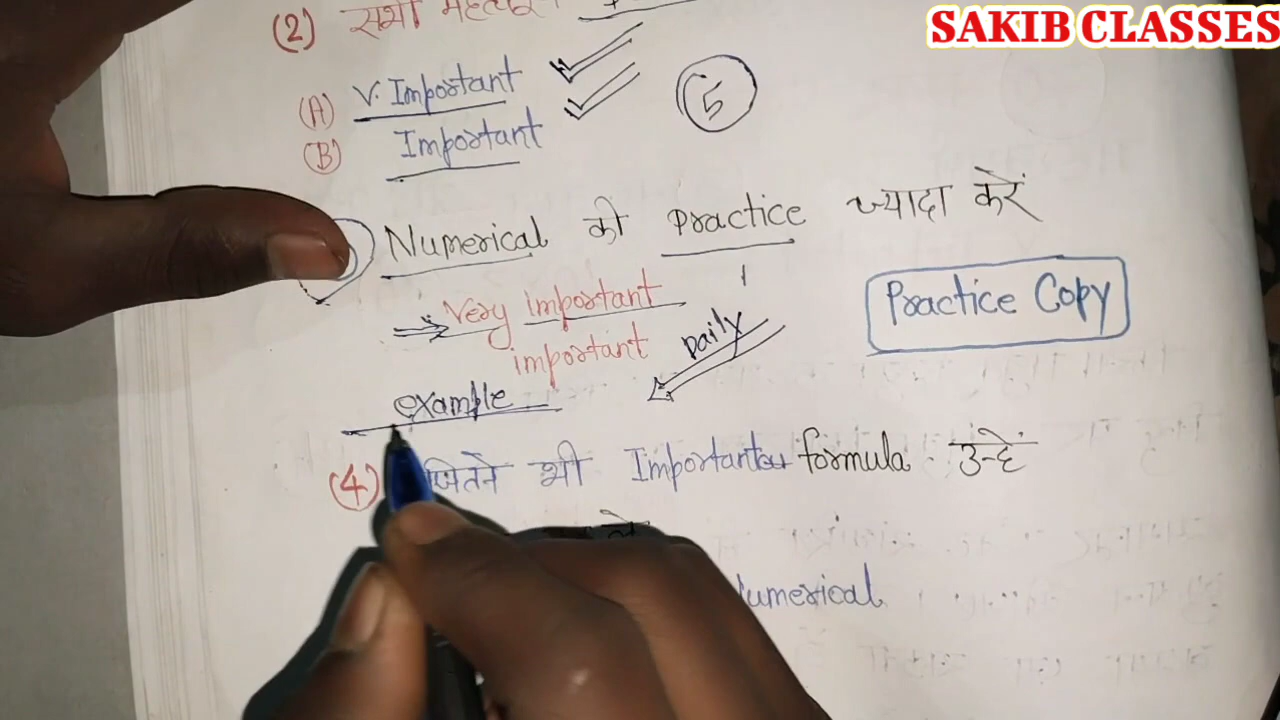 SAKIB CLASSES
(2) सभी
(A) V. Important
(B) Important
5
Numerical की Practice ज्यादा करें
⇒ Very important
important
Daily
Practice Copy
example
(4) जितने भी Important formula उन्हें
Numerical